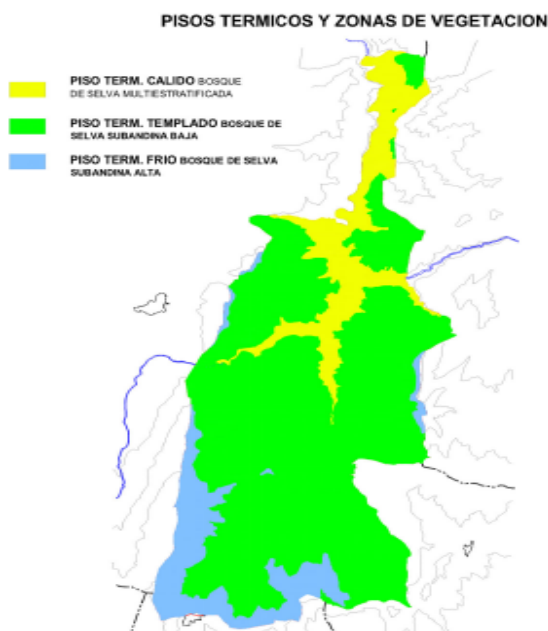 PISOS TERMICOS Y ZONAS DE VEGETACION
PISO TERM. CALIDO BOSQUE
DE SELVA MULTIESTRATIFICADA
PISO TERM. TEMPLADO BOSQUE DE
SELVA SUBANDINA BAJA
PISO TERM. FRIO BOSQUE DE SELVA
SUBANDINA ALTA